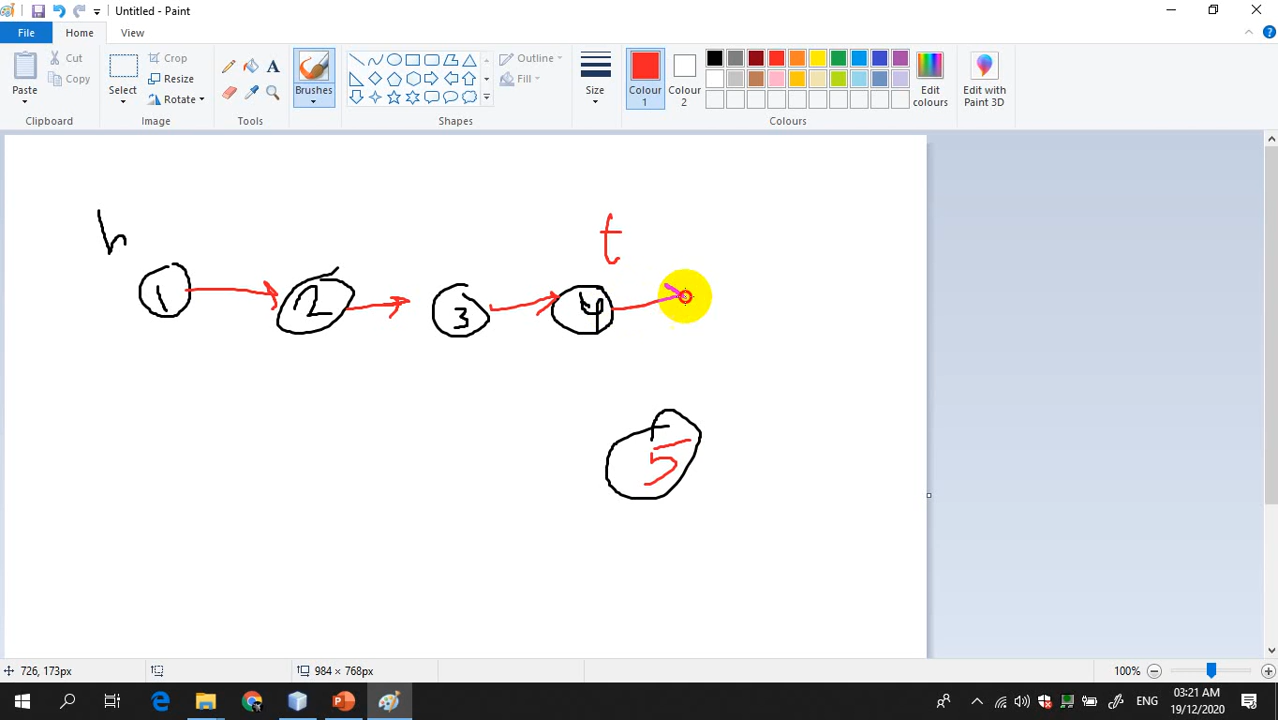 Untitled - Paint
File Home View
Paste
Cut
Copy
Clipboard
Select
Crop
Resize
Rotate
Image
A
Tools
Brushes
Shapes
Outline
Fill
Size
Colour 1
Colour 2
Colours
Edit colours
Edit with Paint 3D
h
t
1 2 3 4
5
726, 173px
984 × 768px
100%
ENG
03:21 AM
19/12/2020